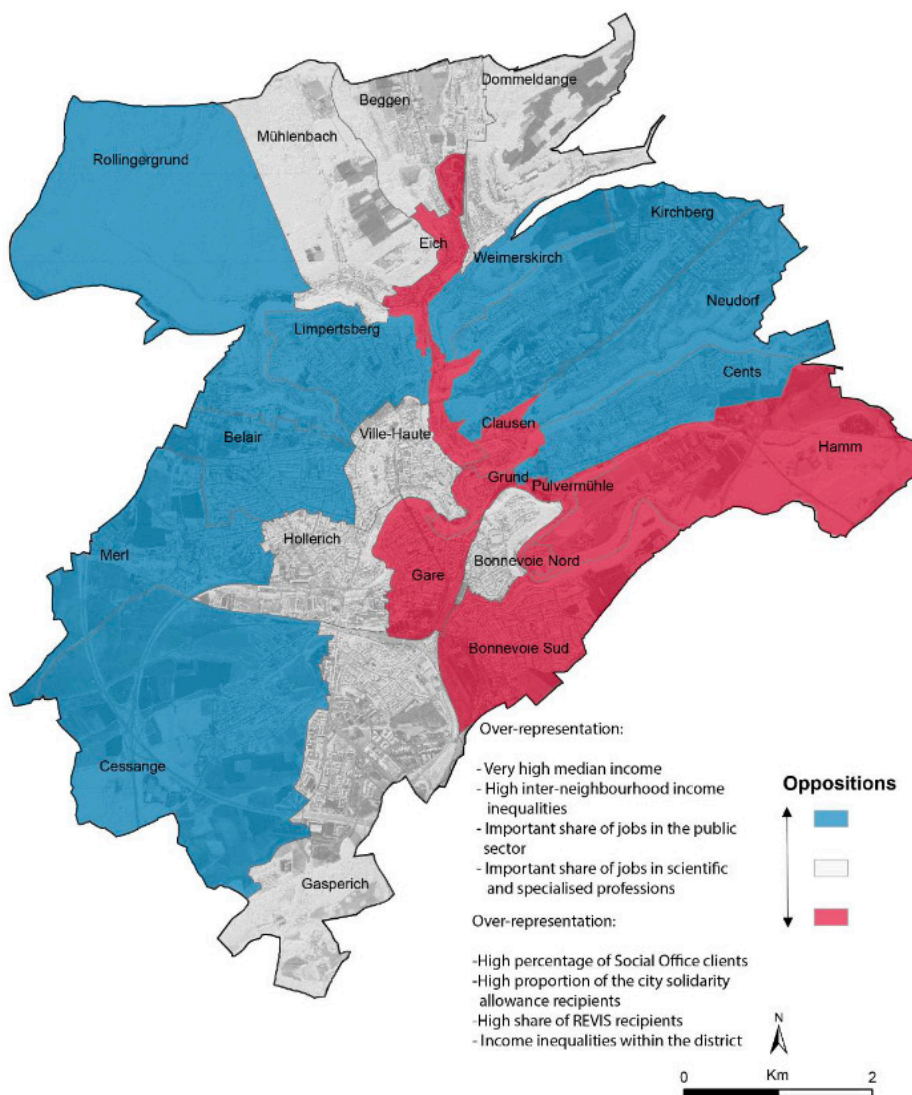 Dommeldange
Beggen
Mühlenbach
Rollingergrund
Kirchberg
Eich
Weimerskirch
Neudorf
Limpertsberg
Cents
Clausen
Ville-Haute
Belair
Hamm
Grund
Pulvermühle
Hollerich
Merl
Bonnevoie Nord
Gare
Bonnevoie Sud
Cessange
Gasperich
Over-representation:
- Very high median income
- High inter-neighbourhood income
inequalities
- Important share of jobs in the public
sector
- Important share of jobs in scientific
and specialised professions
Over-representation:
-High percentage of Social Office clients
-High proportion of the city solidarity
allowance recipients
-High share of REVIS recipients
- Income inequalities within the district
Oppositions
N
Km
0 2